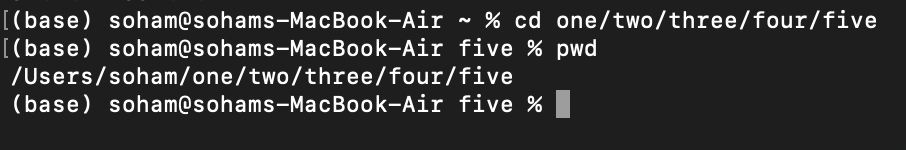 [(base) soham@sohams-MacBook-Air ~ % cd one/two/three/four/five
[(base) soham@sohams-MacBook-Air five % pwd
/Users/soham/one/two/three/four/five
(base) soham@sohams-MacBook-Air five %